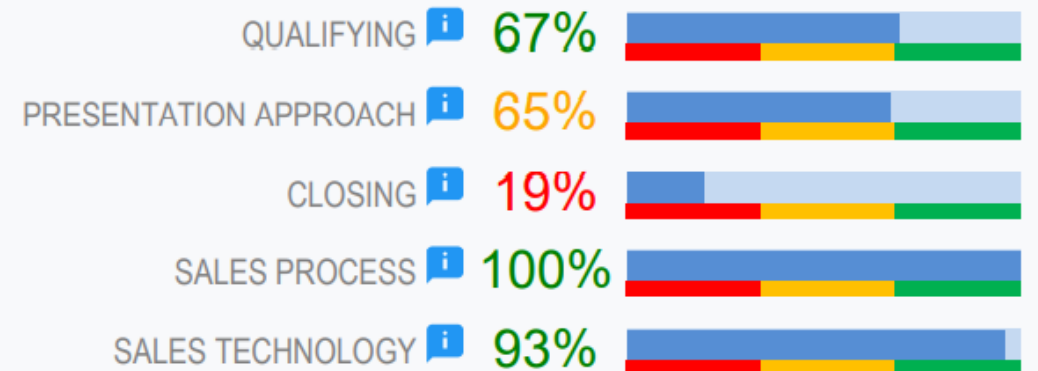 QUALIFYING i 67%
PRESENTATION APPROACH i 65%
CLOSING i 19%
SALES PROCESS i 100%
SALES TECHNOLOGY i 93%